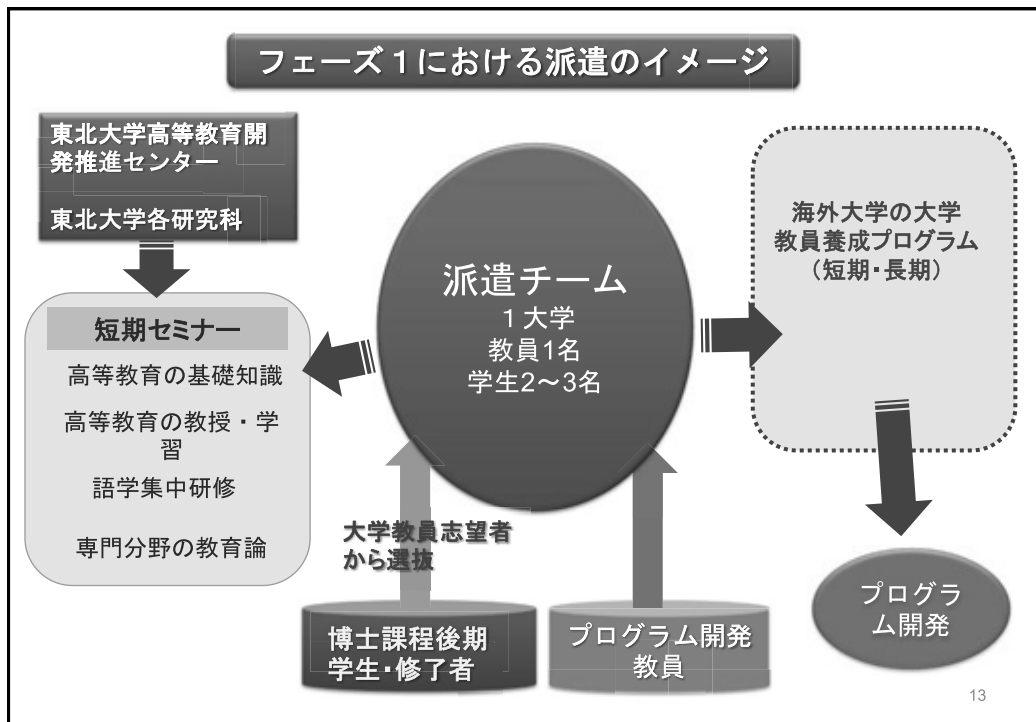 フェーズ１における派遣のイメージ
東北大学高等教育開
発推進センター
東北大学各研究科
短期セミナー
高等教育の基礎知識
高等教育の教授・学
習
語学集中研修
専門分野の教育論
派遣チーム
１大学
教員1名
学生2～3名
海外大学の大学
教員養成プログラム
（短期・長期）
大学教員志望者
から選抜
博士課程後期
学生・修了者
プログラム開発
教員
プログラ
ム開発
13